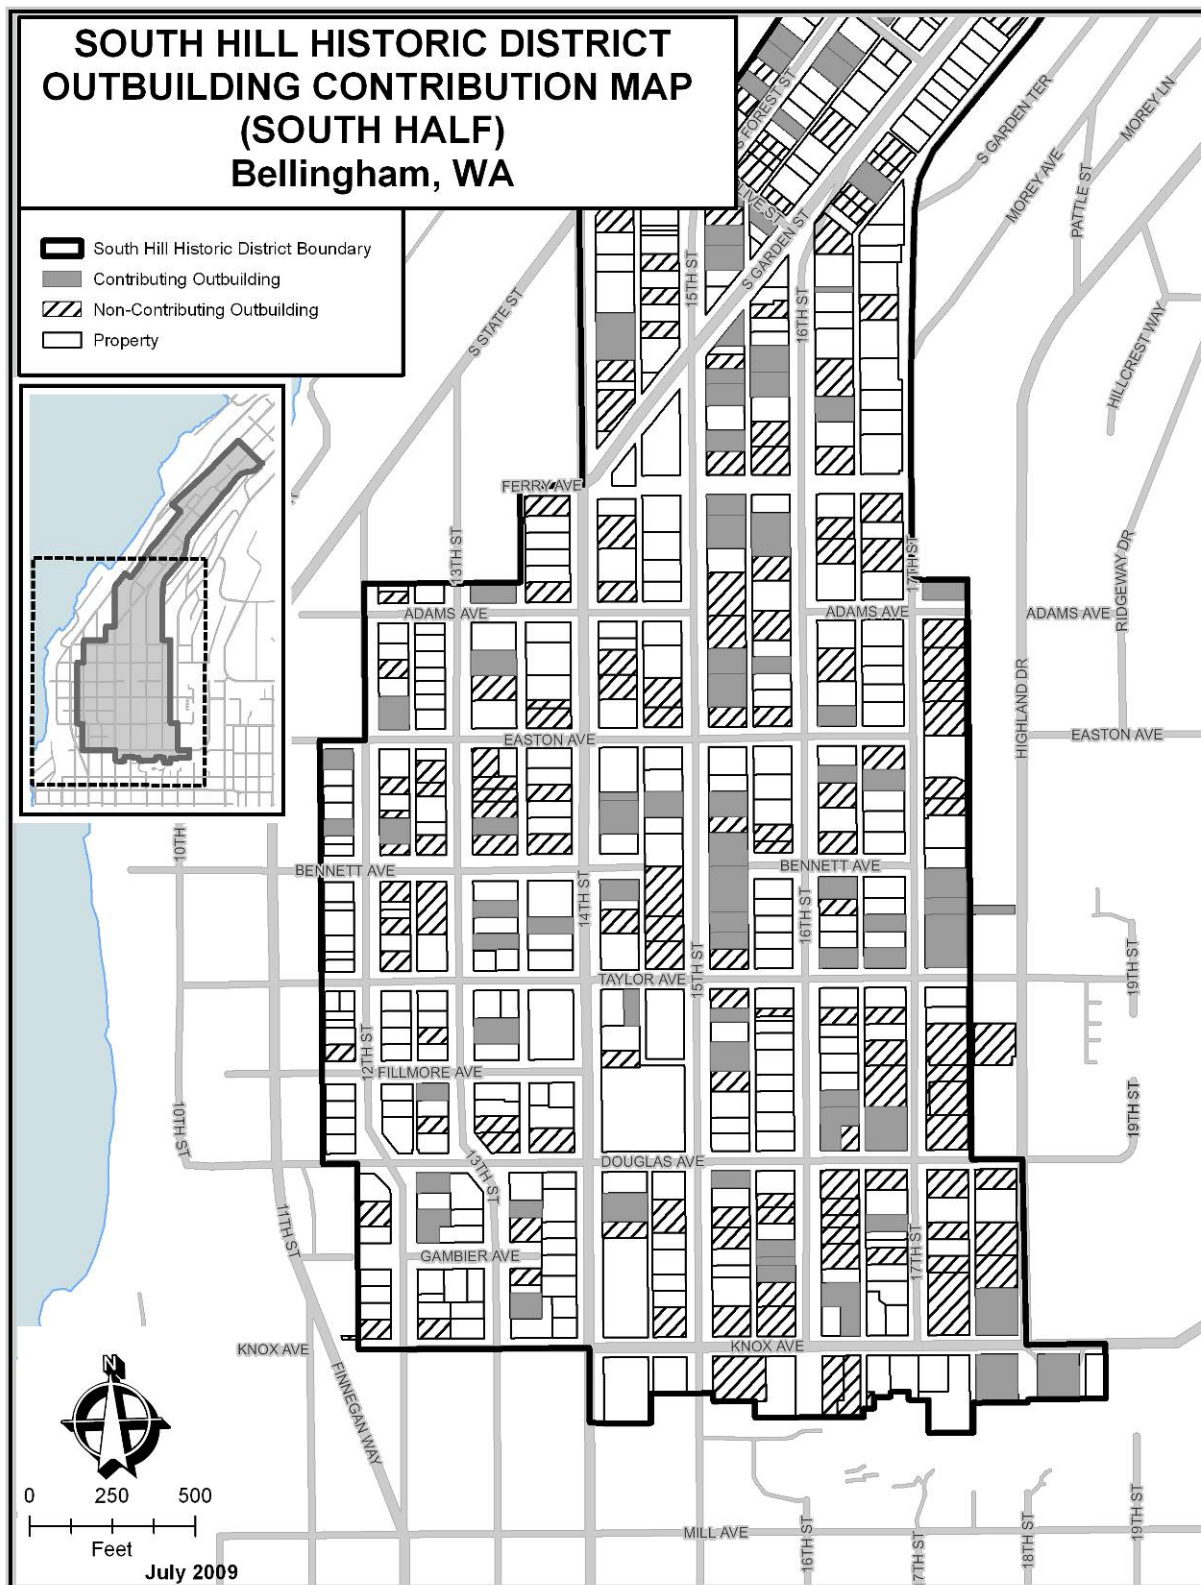 SOUTH HILL HISTORIC DISTRICT
OUTBUILDING CONTRIBUTION MAP
(SOUTH HALF)
Bellingham, WA
South Hill Historic District Boundary
Contributing Outbuilding
Non-Contributing Outbuilding
Property
S FOREST ST
S GARDEN TER
MOREY LN
MOREY AVE
PATTLE ST
S GARDEN ST
15TH ST
16TH ST
S STATE ST
HILLCREST WAY
FERRY AVE
13TH ST
17TH ST
RIDGEWAY DR
ADAMS AVE
ADAMS AVE
ADAMS AVE
HIGHLAND DR
EASTON AVE
EASTON AVE
10TH
BENNETT AVE
BENNETT AVE
14TH ST
16TH ST
15TH ST
19TH ST
TAYLOR AVE
12TH ST
FILLMORE AVE
10TH ST
19TH ST
DOUGLAS AVE
13TH ST
11TH ST
GAMBIER AVE
17TH ST
KNOX AVE
KNOX AVE
FINNEGAN WAY
N
0 250 500
Feet
July 2009
MILL AVE
16TH ST
7TH ST
18TH ST
19TH ST